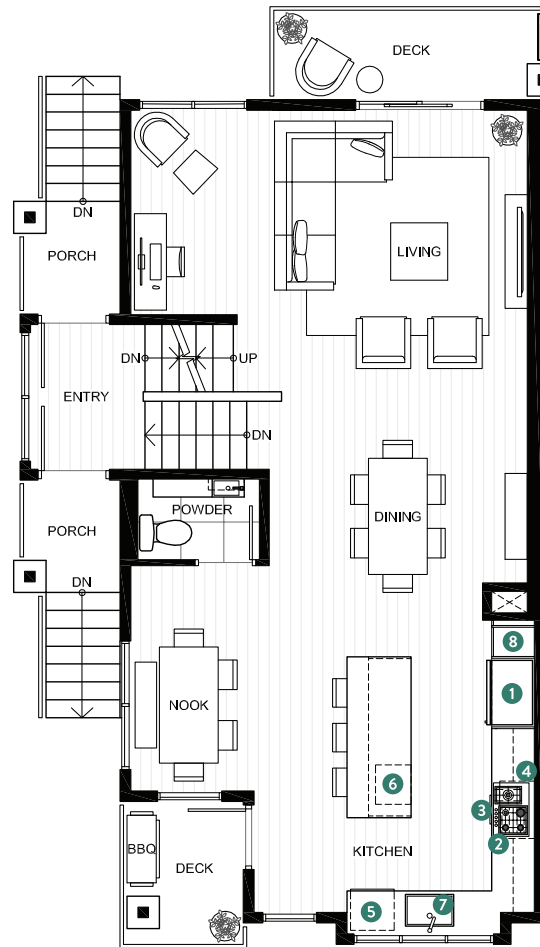 DECK
DN
PORCH
LIVING
DN
UP
ENTRY
DN
POWDER
DINING
PORCH
DN
8
1
NOOK
4
6
3
2
BBQ
KITCHEN
DECK
5
7